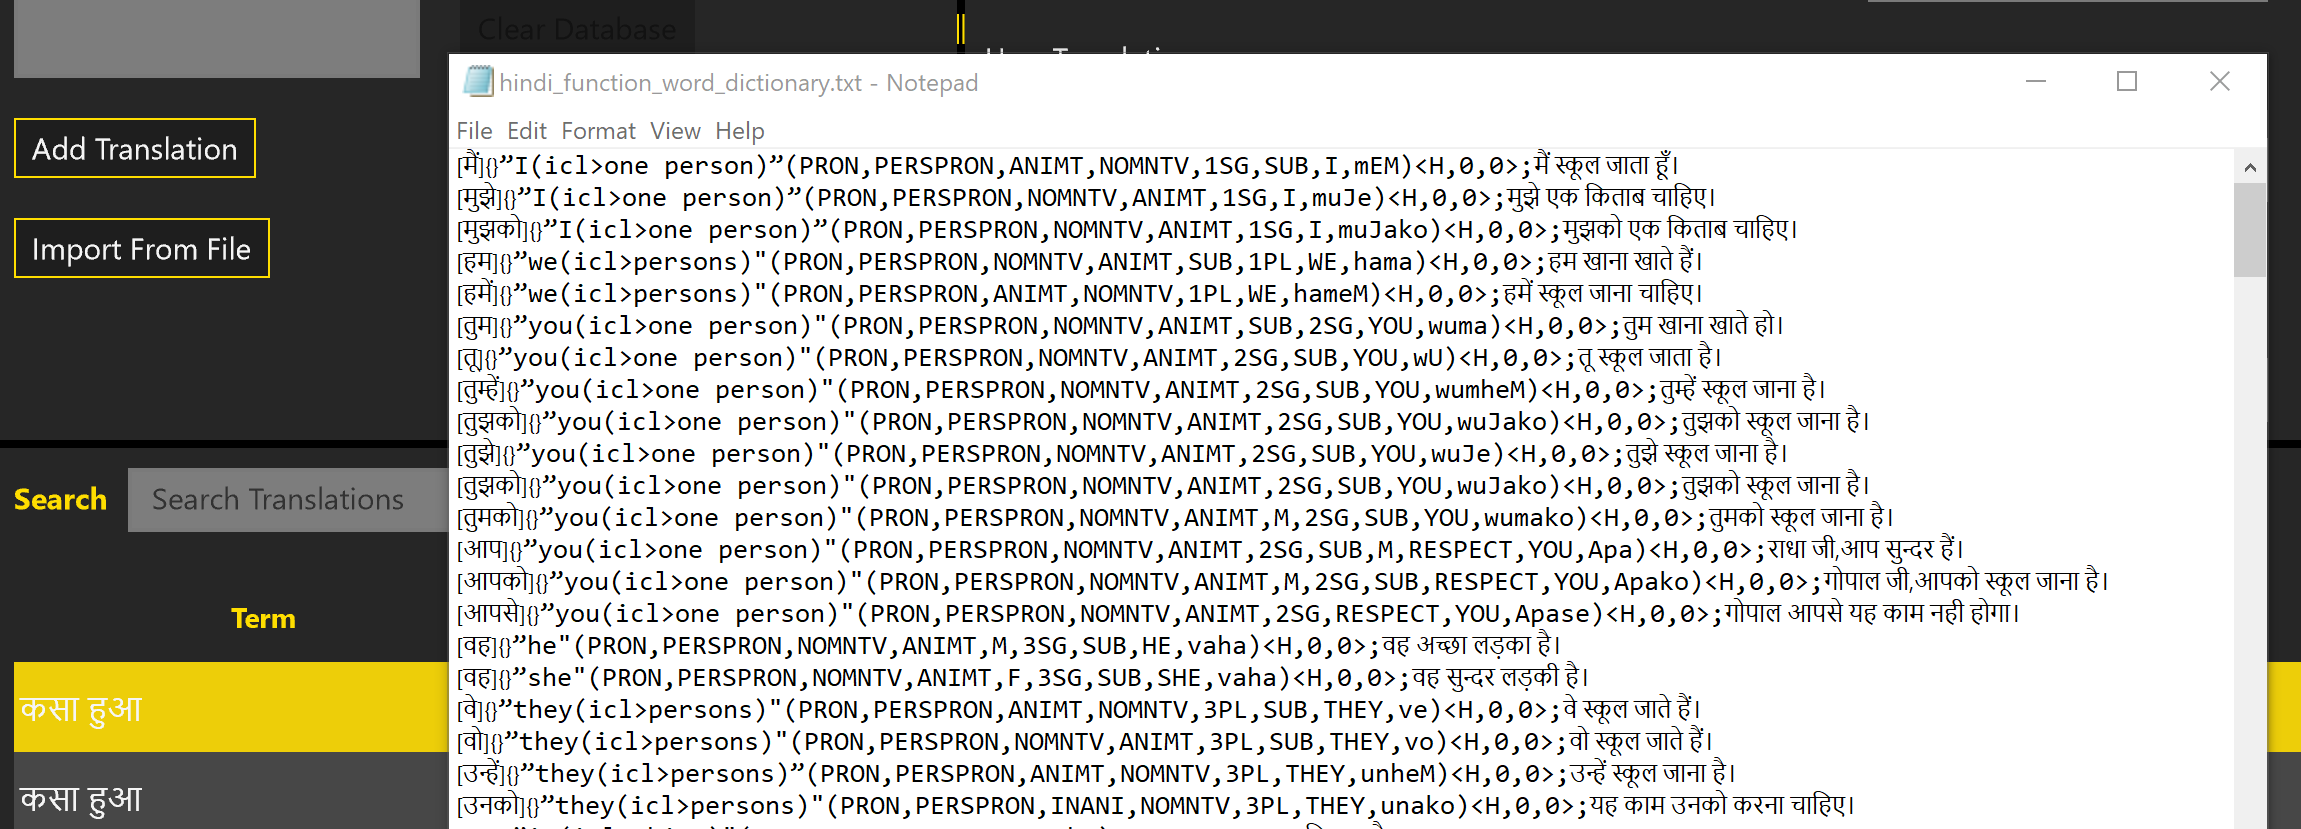 Clear Database
Add Translation
Import From File
Search
Search Translations
Term
कसा हुआ
कसा हुआ
hindi_function_word_dictionary.txt - Notepad
File Edit Format View Help
[मैं]{}”I(icl>one person)”(PRON,PERSPRON,ANIMT,NOMNTV,1SG,SUB,I,mEM)<H,0,0>;मैं स्कूल जाता हूँ।
[मुझे]{}”I(icl>one person)”(PRON,PERSPRON,NOMNTV,ANIMT,1SG,I,muJe)<H,0,0>;मुझे एक किताब चाहिए।
[मुझको]{}”I(icl>one person)”(PRON,PERSPRON,NOMNTV,ANIMT,1SG,I,muJako)<H,0,0>;मुझको एक किताब चाहिए।
[हम]{}”we(icl>persons)"(PRON,PERSPRON,NOMNTV,ANIMT,SUB,1PL,WE,hama)<H,0,0>;हम खाना खाते हैं।
[हमें]{}”we(icl>persons)"(PRON,PERSPRON,ANIMT,NOMNTV,1PL,WE,hameM)<H,0,0>;हमें स्कूल जाना चाहिए।
[तुम]{}”you(icl>one person)"(PRON,PERSPRON,NOMNTV,ANIMT,SUB,2SG,YOU,wuma)<H,0,0>;तुम खाना खाते हो।
[तू]{}”you(icl>one person)"(PRON,PERSPRON,NOMNTV,ANIMT,2SG,SUB,YOU,wU)<H,0,0>;तू स्कूल जाता है।
[तुम्हें]{}”you(icl>one person)"(PRON,PERSPRON,NOMNTV,ANIMT,2SG,SUB,YOU,wumheM)<H,0,0>;तुम्हें स्कूल जाना है।
[तुझको]{}”you(icl>one person)"(PRON,PERSPRON,NOMNTV,ANIMT,2SG,SUB,YOU,wuJako)<H,0,0>;तुझको स्कूल जाना है।
[तुझे]{}”you(icl>one person)"(PRON,PERSPRON,NOMNTV,ANIMT,2SG,SUB,YOU,wuJe)<H,0,0>;तुझे स्कूल जाना है।
[तुझको]{}”you(icl>one person)"(PRON,PERSPRON,NOMNTV,ANIMT,2SG,SUB,YOU,wuJako)<H,0,0>;तुझको स्कूल जाना है।
[तुमको]{}”you(icl>one person)"(PRON,PERSPRON,NOMNTV,ANIMT,M,2SG,SUB,YOU,wumako)<H,0,0>;तुमको स्कूल जाना है।
[आप]{}”you(icl>one person)"(PRON,PERSPRON,NOMNTV,ANIMT,2SG,SUB,M,RESPECT,YOU,Apa)<H,0,0>;राधा जी,आप सुन्दर हैं।
[आपको]{}”you(icl>one person)"(PRON,PERSPRON,NOMNTV,ANIMT,M,2SG,SUB,RESPECT,YOU,Apako)<H,0,0>;गोपाल जी,आपको स्कूल जाना है।
[आपसे]{}”you(icl>one person)"(PRON,PERSPRON,NOMNTV,ANIMT,2SG,RESPECT,YOU,Apase)<H,0,0>;गोपाल आपसे यह काम नही होगा।
[वह]{}”he"(PRON,PERSPRON,NOMNTV,ANIMT,M,3SG,SUB,HE,vaha)<H,0,0>;वह अच्छा लड़का है।
[वह]{}”she"(PRON,PERSPRON,NOMNTV,ANIMT,F,3SG,SUB,SHE,vaha)<H,0,0>;वह सुन्दर लड़की है।
[वे]{}”they(icl>persons)"(PRON,PERSPRON,ANIMT,NOMNTV,3PL,SUB,THEY,ve)<H,0,0>;वे स्कूल जाते हैं।
[वो]{}”they(icl>persons)"(PRON,PERSPRON,NOMNTV,ANIMT,3PL,SUB,THEY,vo)<H,0,0>;वो स्कूल जाते हैं।
[उन्हें]{}”they(icl>persons)”(PRON,PERSPRON,ANIMT,NOMNTV,3PL,THEY,unheM)<H,0,0>;उन्हें स्कूल जाना है।
[उनको]{}”they(icl>persons)"(PRON,PERSPRON,INANI,NOMNTV,3PL,THEY,unako)<H,0,0>;यह काम उनको करना चाहिए।